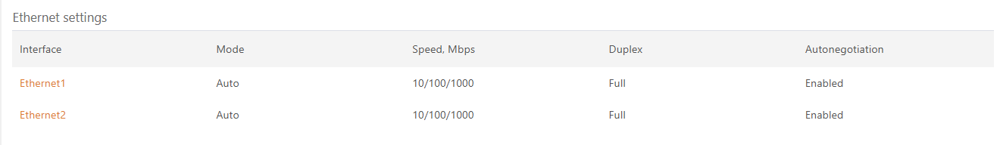 Ethernet settings
Interface Mode Speed, Mbps Duplex Autonegotiation
Ethernet1 Auto 10/100/1000 Full Enabled
Ethernet2 Auto 10/100/1000 Full Enabled